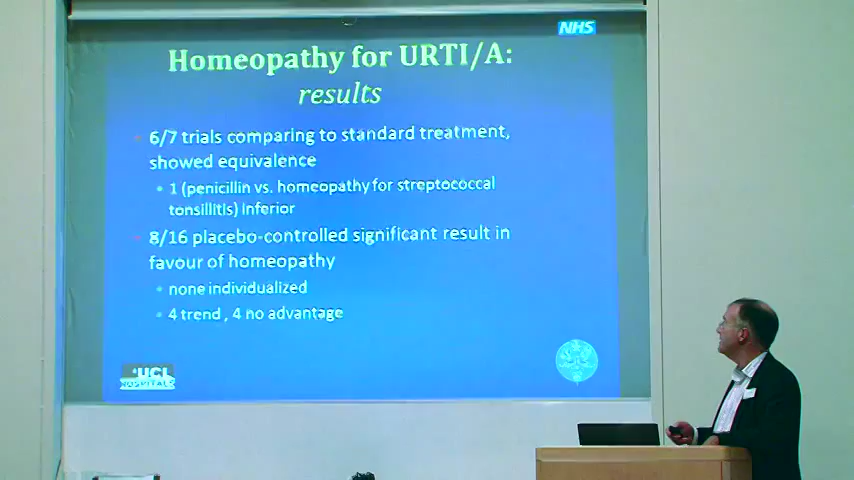 NHS
Homeopathy for URTI/A:
results
6/7 trials comparing to standard treatment,
showed equivalence
1 (penicillin vs. homeopathy for streptococcal
tonsillitis) inferior
8/16 placebo-controlled significant result in
favour of homeopathy
none individualized
4 trend , 4 no advantage
UCL
HOSPITALS